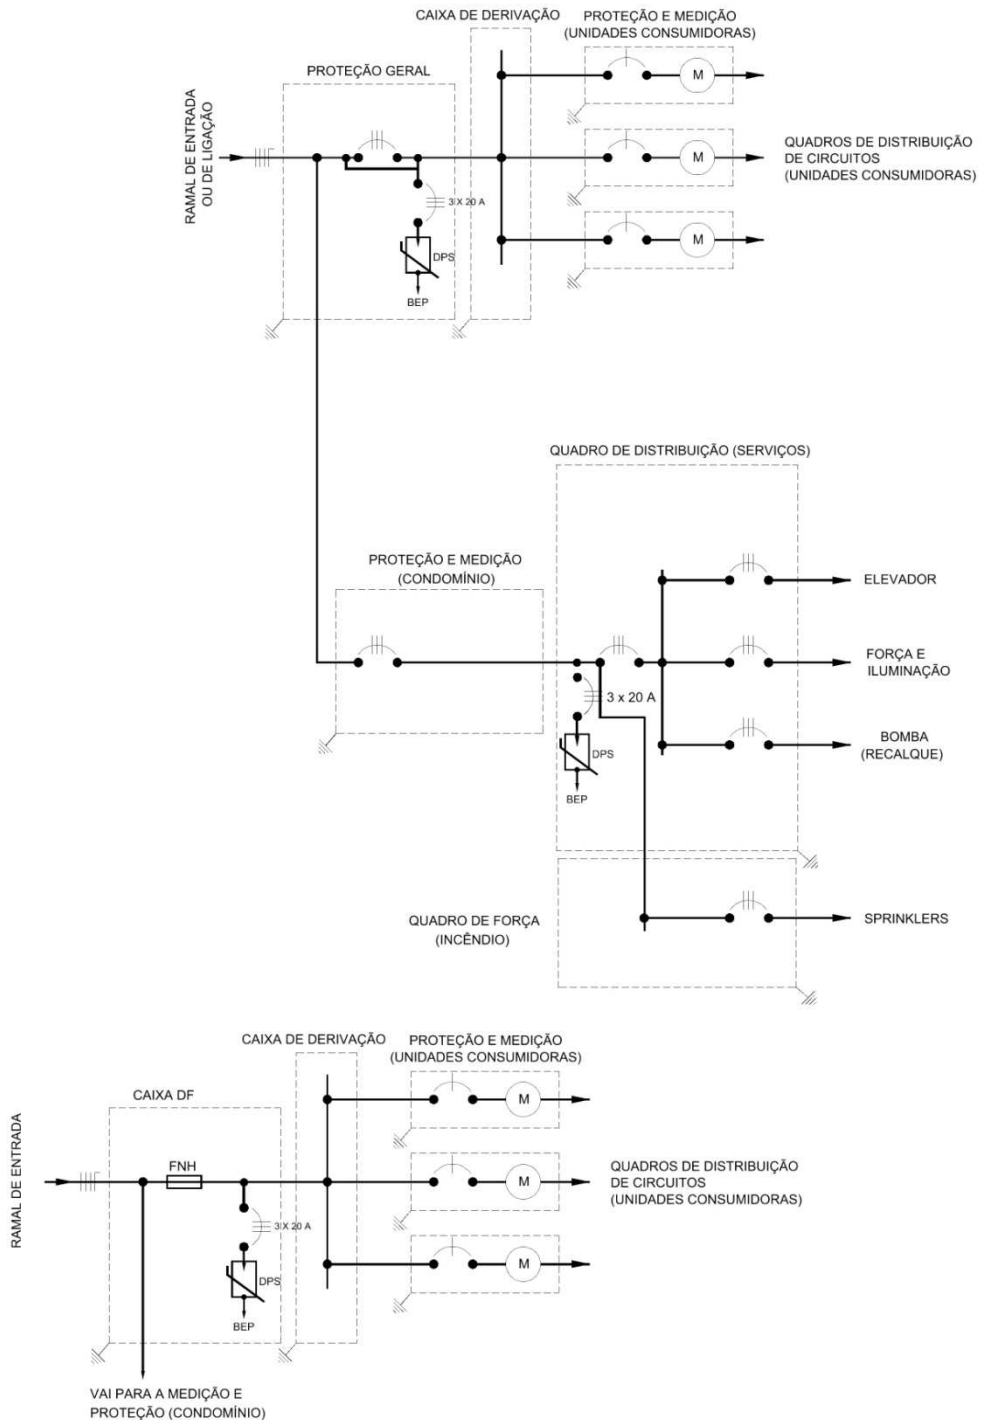 CAIXA DE DERIVAÇÃO
PROTEÇÃO E MEDIÇÃO
(UNIDADES CONSUMIDORAS)
PROTEÇÃO GERAL
M
RAMAL DE ENTRADA
OU DE LIGAÇÃO
M
QUADROS DE DISTRIBUIÇÃO
DE CIRCUITOS
(UNIDADES CONSUMIDORAS)
3 X 20 A
M
DPS
BEP
QUADRO DE DISTRIBUIÇÃO (SERVIÇOS)
PROTEÇÃO E MEDIÇÃO
(CONDOMÍNIO)
ELEVADOR
FORÇA E
ILUMINAÇÃO
3 x 20 A
BOMBA
(RECALQUE)
DPS
BEP
QUADRO DE FORÇA
(INCÊNDIO)
SPRINKLERS
CAIXA DE DERIVAÇÃO
PROTEÇÃO E MEDIÇÃO
(UNIDADES CONSUMIDORAS)
CAIXA DF
M
RAMAL DE ENTRADA
FNH
M
QUADROS DE DISTRIBUIÇÃO
DE CIRCUITOS
(UNIDADES CONSUMIDORAS)
3 X 20 A
M
DPS
BEP
VAI PARA A MEDIÇÃO E
PROTEÇÃO (CONDOMÍNIO)